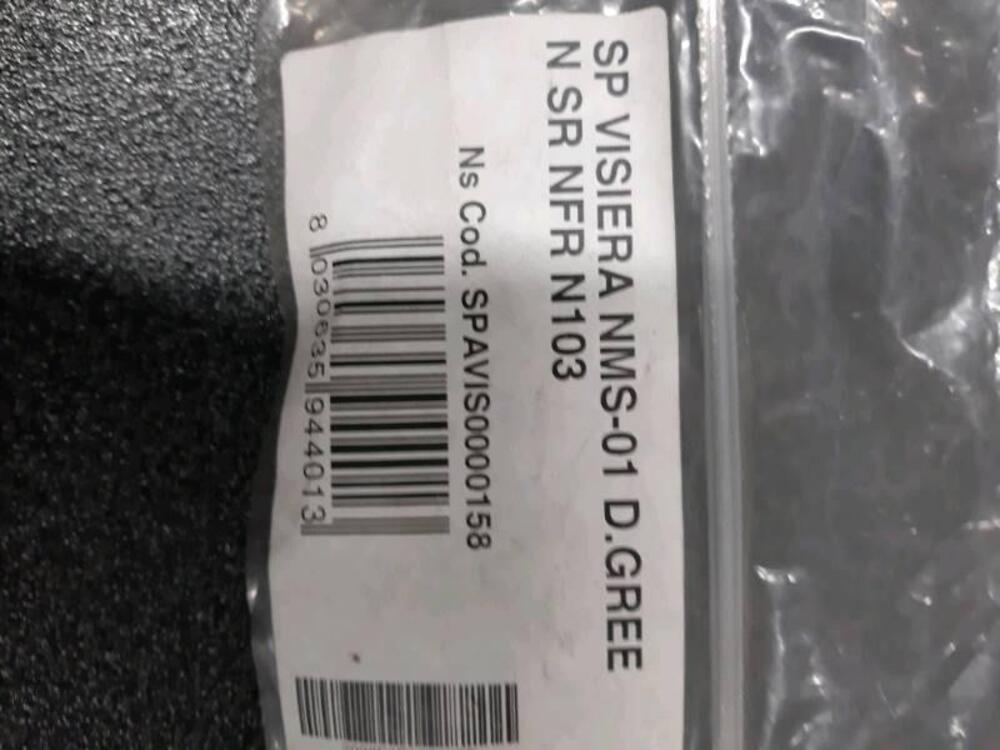 SP VISIERA NMS-01 D.GREE
N SR NFR N103
Ns Cod. SPAVIS0000158
8 030635 944013